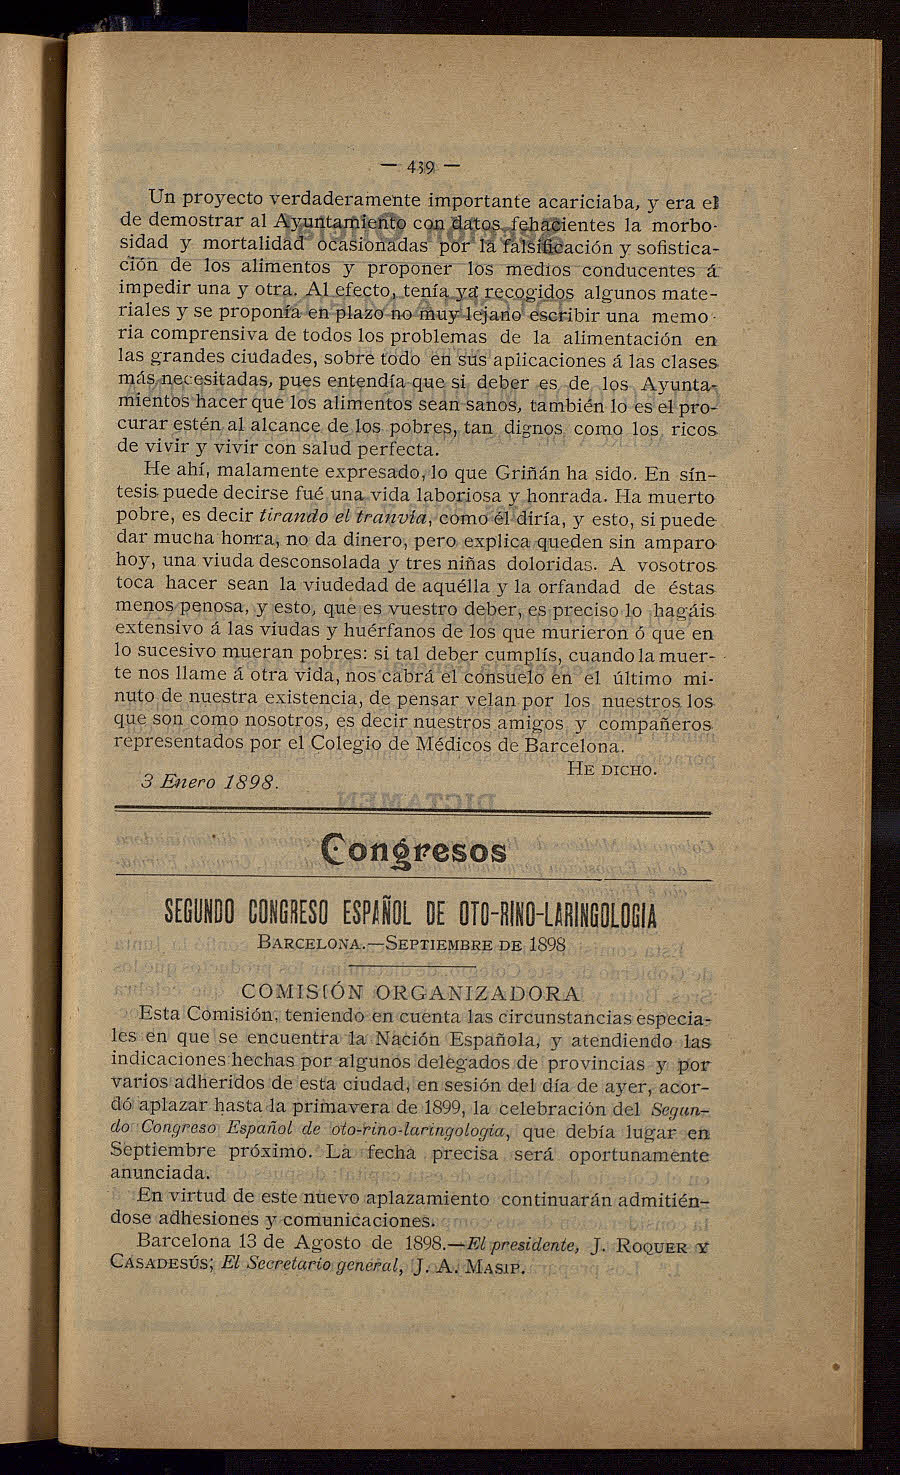 — 439 —
Un proyecto verdaderamente importante acariciaba, y era el
de demostrar al Ayuntamiento con datos fehacientes la morbo-
sidad y mortalidad ocasionadas por la falsificación y sofistica-
ción de los alimentos y proponer los medios conducentes á
impedir una y otra. Al efecto, tenía ya recogidos algunos mate-
riales y se proponía en plazo no muy lejano escribir una memo-
ria comprensiva de todos los problemas de la alimentación en
las grandes ciudades, sobre todo en sus aplicaciones á las clases
más necesitadas, pues entendía que si deber es de los Ayunta-
mientos hacer que los alimentos sean sanos, también lo es el pro-
curar estén al alcance de los pobres, tan dignos como los ricos
de vivir y vivir con salud perfecta.
He ahí, malamente expresado, lo que Griñán ha sido. En sín-
tesis puede decirse fué una vida laboriosa y honrada. Ha muerto
pobre, es decir tirando el tranvía, como él diría, y esto, si puede
dar mucha honra, no da dinero, pero explica queden sin amparo
hoy, una viuda desconsolada y tres niñas doloridas. A vosotros
toca hacer sean la viudedad de aquélla y la orfandad de éstas
menos penosa, y esto, que es vuestro deber, es preciso lo hagáis
extensivo á las viudas y huérfanos de los que murieron ó que en
lo sucesivo mueran pobres: si tal deber cumplís, cuando la muer-
te nos llame á otra vida, nos cabrá el consuelo en el último mi-
nuto de nuestra existencia, de pensar velan por los nuestros los
que son como nosotros, es decir nuestros amigos y compañeros
representados por el Colegio de Médicos de Barcelona.
HE DICHO.
3 Enero 1898.
Congresos
SEGUNDO CONGRESO ESPAÑOL DE OTO-RINO-LARINGOLOGIA
BARCELONA.—SEPTIEMBRE DE 1898
COMISIÓN ORGANIZADORA
Esta Comisión, teniendo en cuenta las circunstancias especia-
les en que se encuentra la Nación Española, y atendiendo las
indicaciones hechas por algunos delegados de provincias y por
varios adheridos de esta ciudad, en sesión del día de ayer, acor-
dó aplazar hasta la primavera de 1899, la celebración del Segun-
do Congreso Español de oto-rino-laringología, que debía lugar en
Septiembre próximo. La fecha precisa será oportunamente
anunciada.
En virtud de este nuevo aplazamiento continuarán admitién-
dose adhesiones y comunicaciones.
Barcelona 13 de Agosto de 1898.—El presidente, J. ROQUER Y
CASADESÚS; El Secretario general, J. A. MASIP.